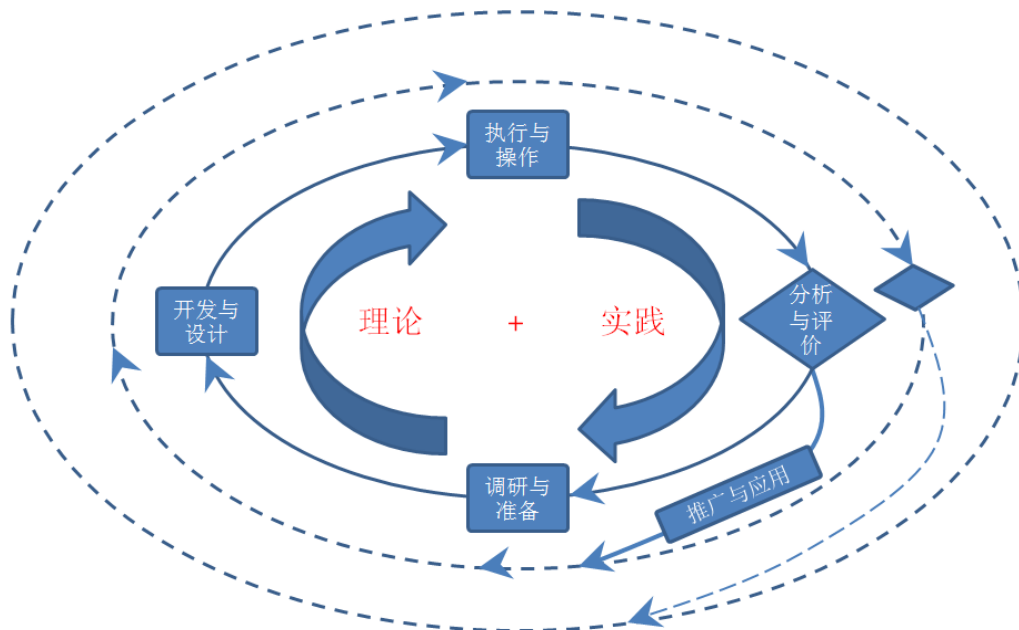 执行与
操作
开发与
设计
理论 + 实践
分析
与评
价
调研与
准备
推广与应用